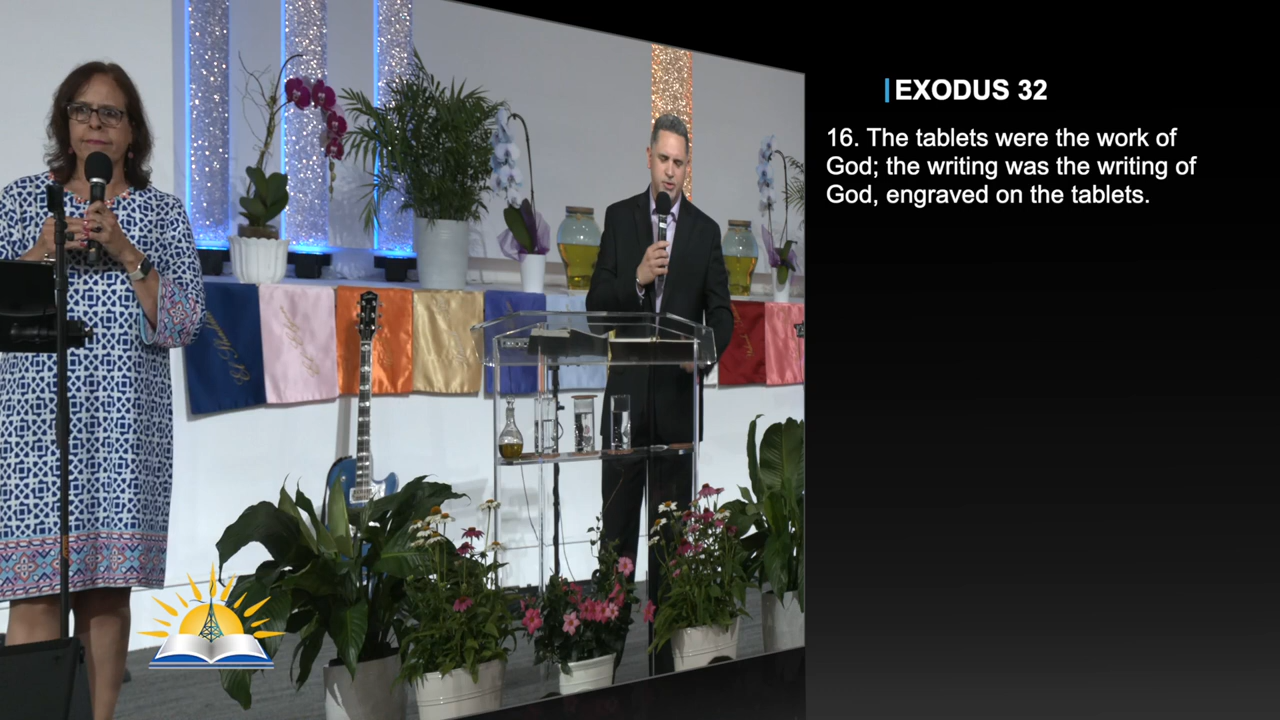 EXODUS 32
16. The tablets were the work of
God; the writing was the writing of
God, engraved on the tablets.